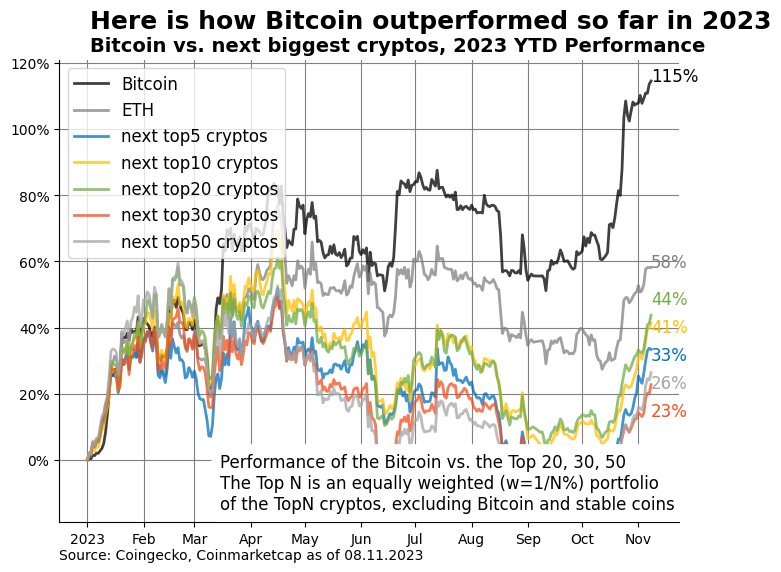 Here is how Bitcoin outperformed so far in 2023
Bitcoin vs. next biggest cryptos, 2023 YTD Performance
120%
100%
80%
60%
40%
20%
0%
Bitcoin
ETH
next top5 cryptos
next top10 cryptos
next top20 cryptos
next top30 cryptos
next top50 cryptos
115%
58%
44%
41%
33%
26%
23%
Performance of the Bitcoin vs. the Top 20, 30, 50
The Top N is an equally weighted (w=1/N%) portfolio
of the TopN cryptos, excluding Bitcoin and stable coins
2023 Feb Mar Apr May Jun Jul Aug Sep Oct Nov
Source: Coingecko, Coinmarketcap as of 08.11.2023